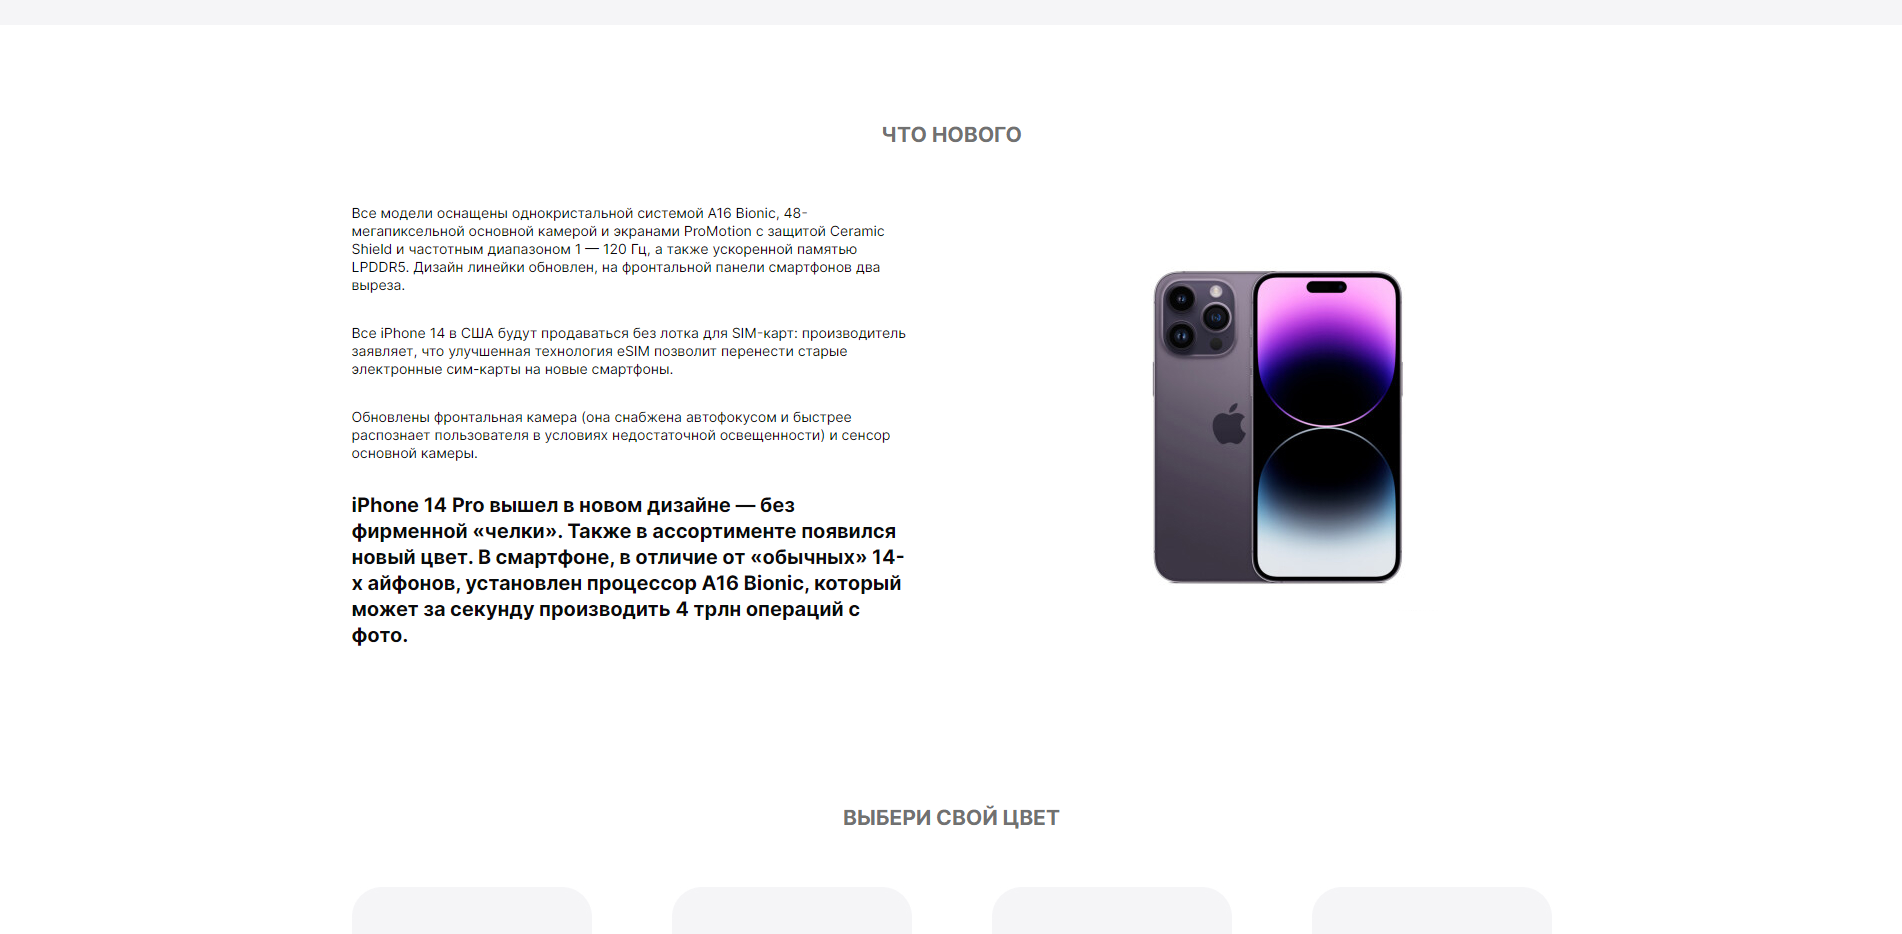 ЧТО НОВОГО
Все модели оснащены однокристальной системой A16 Bionic, 48-
мегапиксельной основной камерой и экранами ProMotion с защитой Ceramic
Shield и частотным диапазоном 1 — 120 Гц, а также ускоренной памятью
LPDDR5. Дизайн линейки обновлен, на фронтальной панели смартфонов два
выреза.
Все iPhone 14 в США будут продаваться без лотка для SIM-карт: производитель
заявляет, что улучшенная технология eSIM позволит перенести старые
электронные сим-карты на новые смартфоны.
Обновлены фронтальная камера (она снабжена автофокусом и быстрее
распознает пользователя в условиях недостаточной освещенности) и сенсор
основной камеры.
iPhone 14 Pro вышел в новом дизайне — без
фирменной «челки». Также в ассортименте появился
новый цвет. В смартфоне, в отличие от «обычных» 14-
х айфонов, установлен процессор A16 Bionic, который
может за секунду производить 4 трлн операций с
фото.
ВЫБЕРИ СВОЙ ЦВЕТ